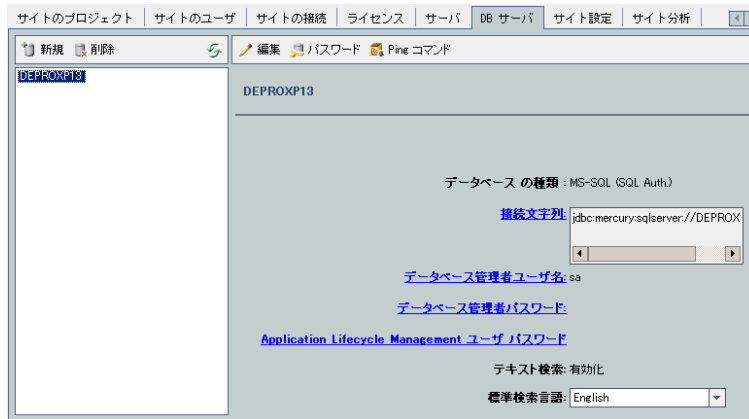 サイトのプロジェクト サイトのユーザ サイトの接続 ライセンス サーバ DB サーバ サイト設定 サイト分析
新規 削除 編集 パスワード Ping コマンド
DEPROXP13
DEPROXP13
データベース の種類 : MS-SQL (SQL Auth.)
接続文字列: jdbc:mercury:sqlserver://DEPROX
データベース管理者ユーザ名: sa
データベース管理者パスワード:
Application Lifecycle Management ユーザ パスワード
テキスト検索: 有効化
標準検索言語: English